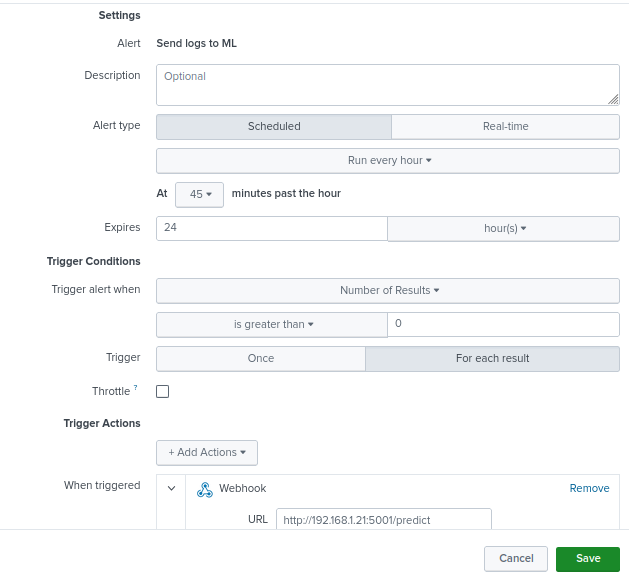 Settings
Alert Send logs to ML
Description Optional
Alert type Scheduled Real-time
Run every hour
At 45 minutes past the hour
Expires 24 hour(s)
Trigger Conditions
Trigger alert when Number of Results
is greater than 0
Trigger Once For each result
Throttle ?
Trigger Actions
+ Add Actions
When triggered Webhook Remove
URL http://192.168.1.21:5001/predict
Cancel Save